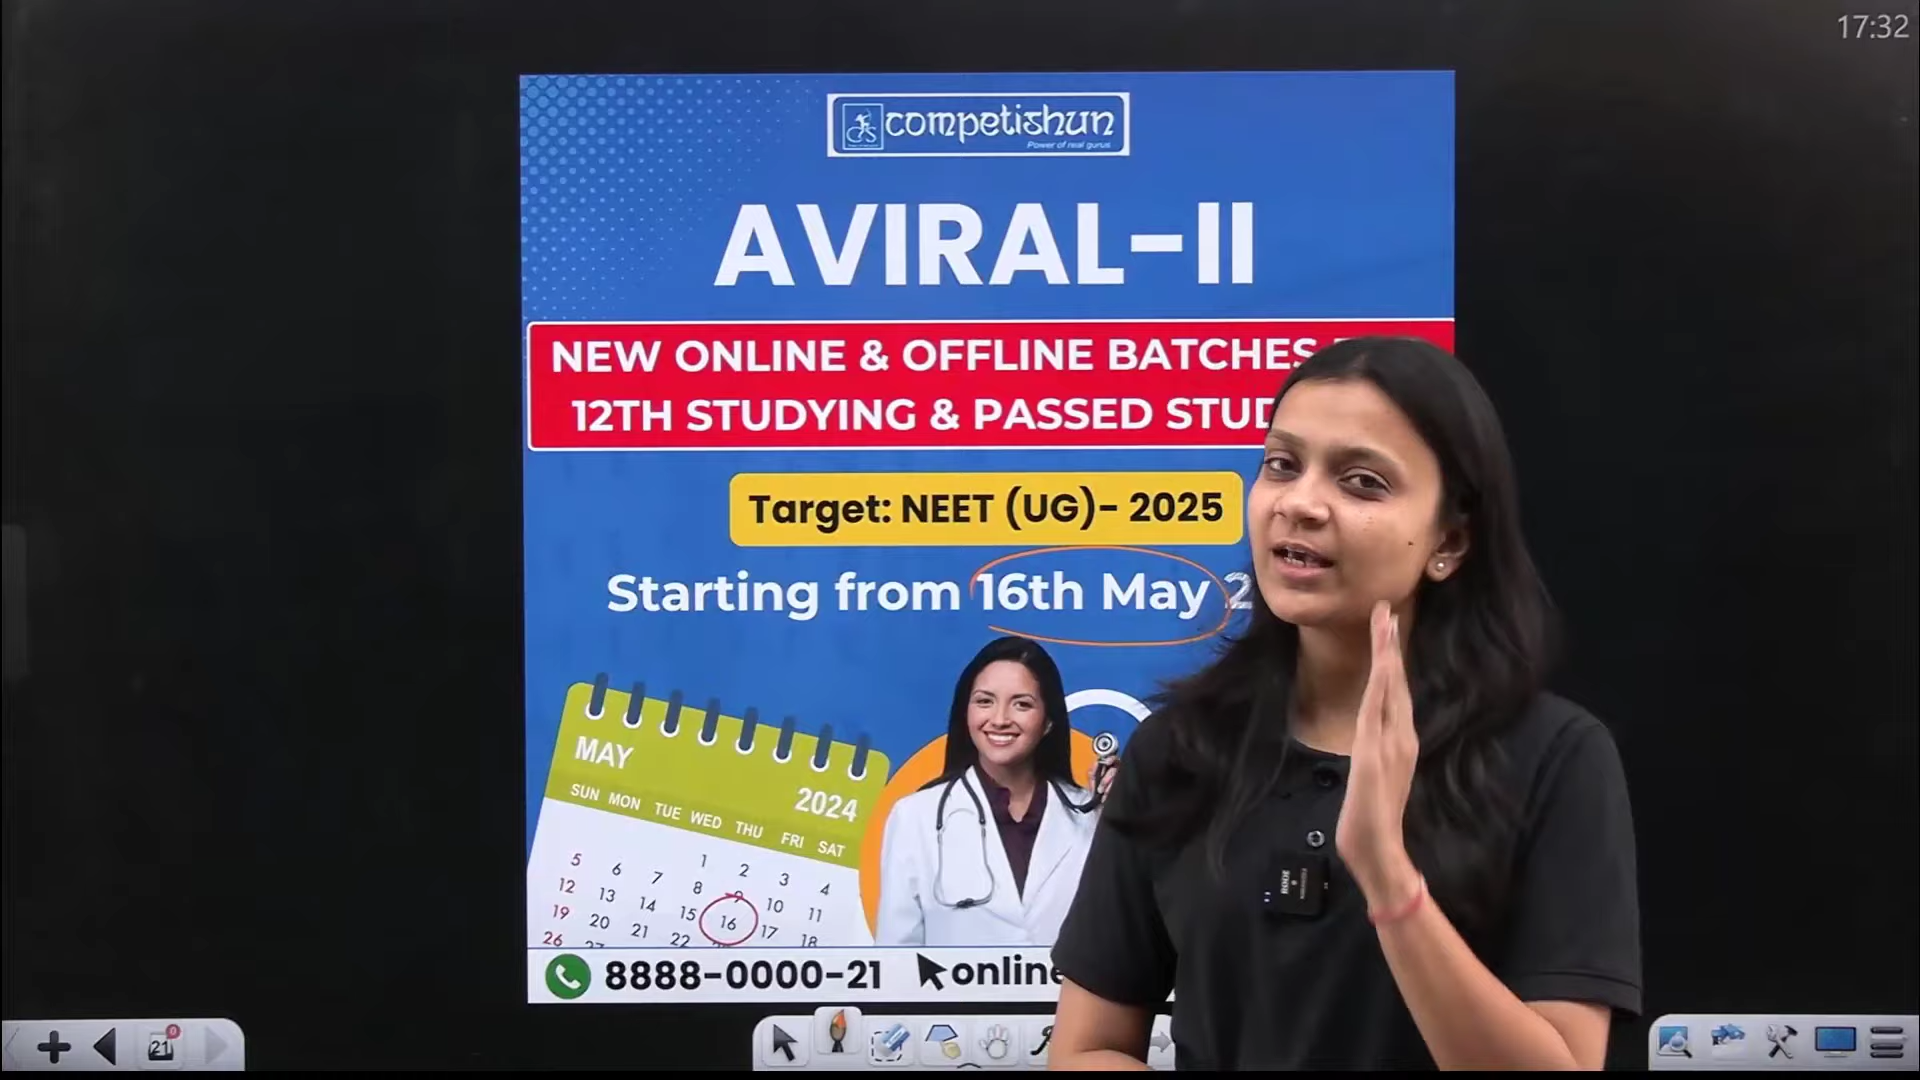 17:32
competishun
Power of real gurus
AVIRAL-II
NEW ONLINE & OFFLINE BATCHES
12TH STUDYING & PASSED
Target: NEET (UG)- 2025
Starting from 16th May
MAY
2024
SUN MON TUE WED THU FRI SAT
1 2 3 4
5 6 7 8 9 10 11
12 13 14 15 16 17 18
19 20 21 22
26
8888-0000-21
online
21
0